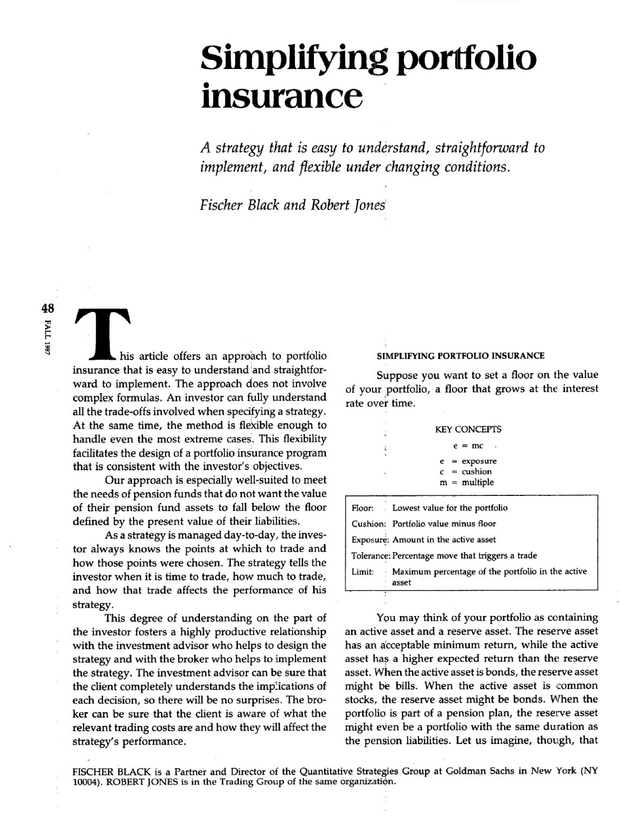 Simplifying portfolio
insurance
A strategy that is easy to understand, straightforward to
implement, and flexible under changing conditions.
Fischer Black and Robert Jones
48
FALL 1987
This article offers an approach to portfolio
insurance that is easy to understand and straightfor-
ward to implement. The approach does not involve
complex formulas. An investor can fully understand
all the trade-offs involved when specifying a strategy.
At the same time, the method is flexible enough to
handle even the most extreme cases. This flexibility
facilitates the design of a portfolio insurance program
that is consistent with the investor's objectives.
Our approach is especially well-suited to meet
the needs of pension funds that do not want the value
of their pension fund assets to fall below the floor
defined by the present value of their liabilities.
As a strategy is managed day-to-day, the inves-
tor always knows the points at which to trade and
how those points were chosen. The strategy tells the
investor when it is time to trade, how much to trade,
and how that trade affects the performance of his
strategy.
This degree of understanding on the part of
the investor fosters a highly productive relationship
with the investment advisor who helps to design the
strategy and with the broker who helps to implement
the strategy. The investment advisor can be sure that
the client completely understands the implications of
each decision, so there will be no surprises. The bro-
ker can be sure that the client is aware of what the
relevant trading costs are and how they will affect the
strategy's performance.
SIMPLIFYING PORTFOLIO INSURANCE
Suppose you want to set a floor on the value
of your portfolio, a floor that grows at the interest
rate over time.
KEY CONCEPTS
e = mc
e = exposure
c = cushion
m = multiple
Floor: Lowest value for the portfolio
Cushion: Portfolio value minus floor
Exposure: Amount in the active asset
Tolerance: Percentage move that triggers a trade
Limit: Maximum percentage of the portfolio in the active
asset
You may think of your portfolio as containing
an active asset and a reserve asset. The reserve asset
has an acceptable minimum return, while the active
asset has a higher expected return than the reserve
asset. When the active asset is bonds, the reserve asset
might be bills. When the active asset is common
stocks, the reserve asset might be bonds. When the
portfolio is part of a pension plan, the reserve asset
might even be a portfolio with the same duration as
the pension liabilities. Let us imagine, though, that
FISCHER BLACK is a Partner and Director of the Quantitative Strategies Group at Goldman Sachs in New York (NY
10004). ROBERT JONES is in the Trading Group of the same organization.